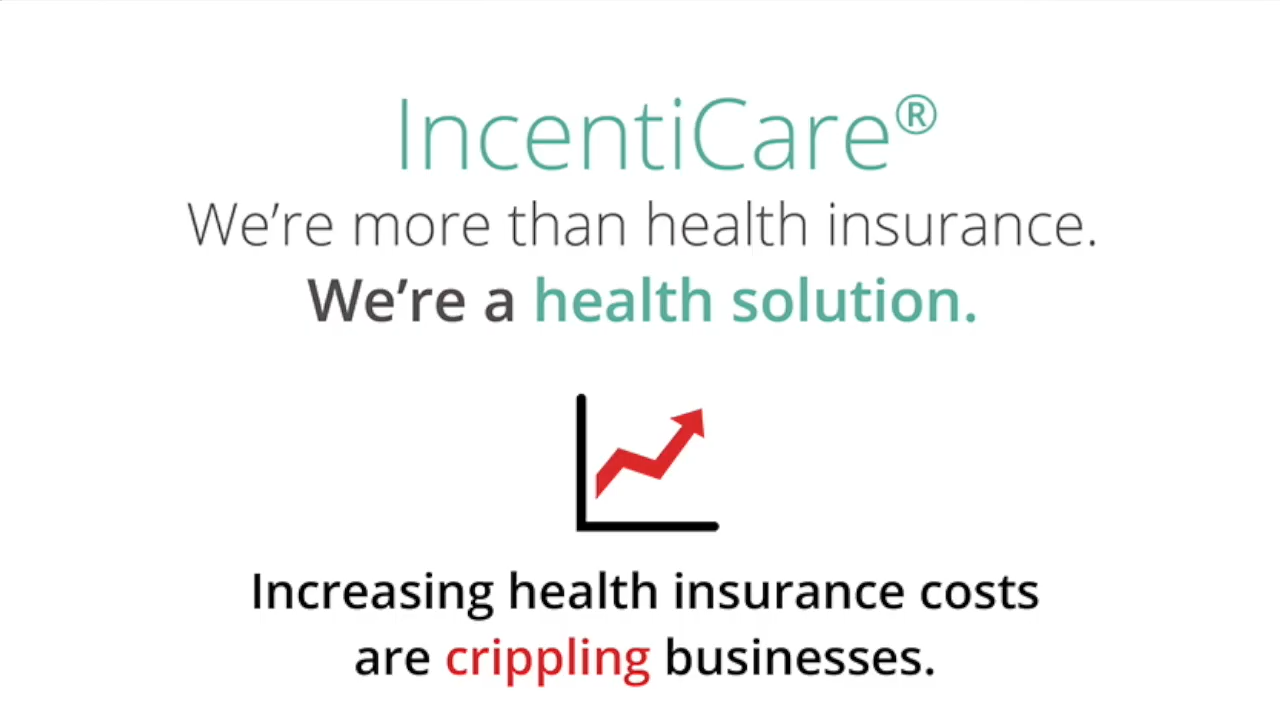 IncentiCare®
We’re more than health insurance.
We’re a health solution.
Increasing health insurance costs
are crippling businesses.